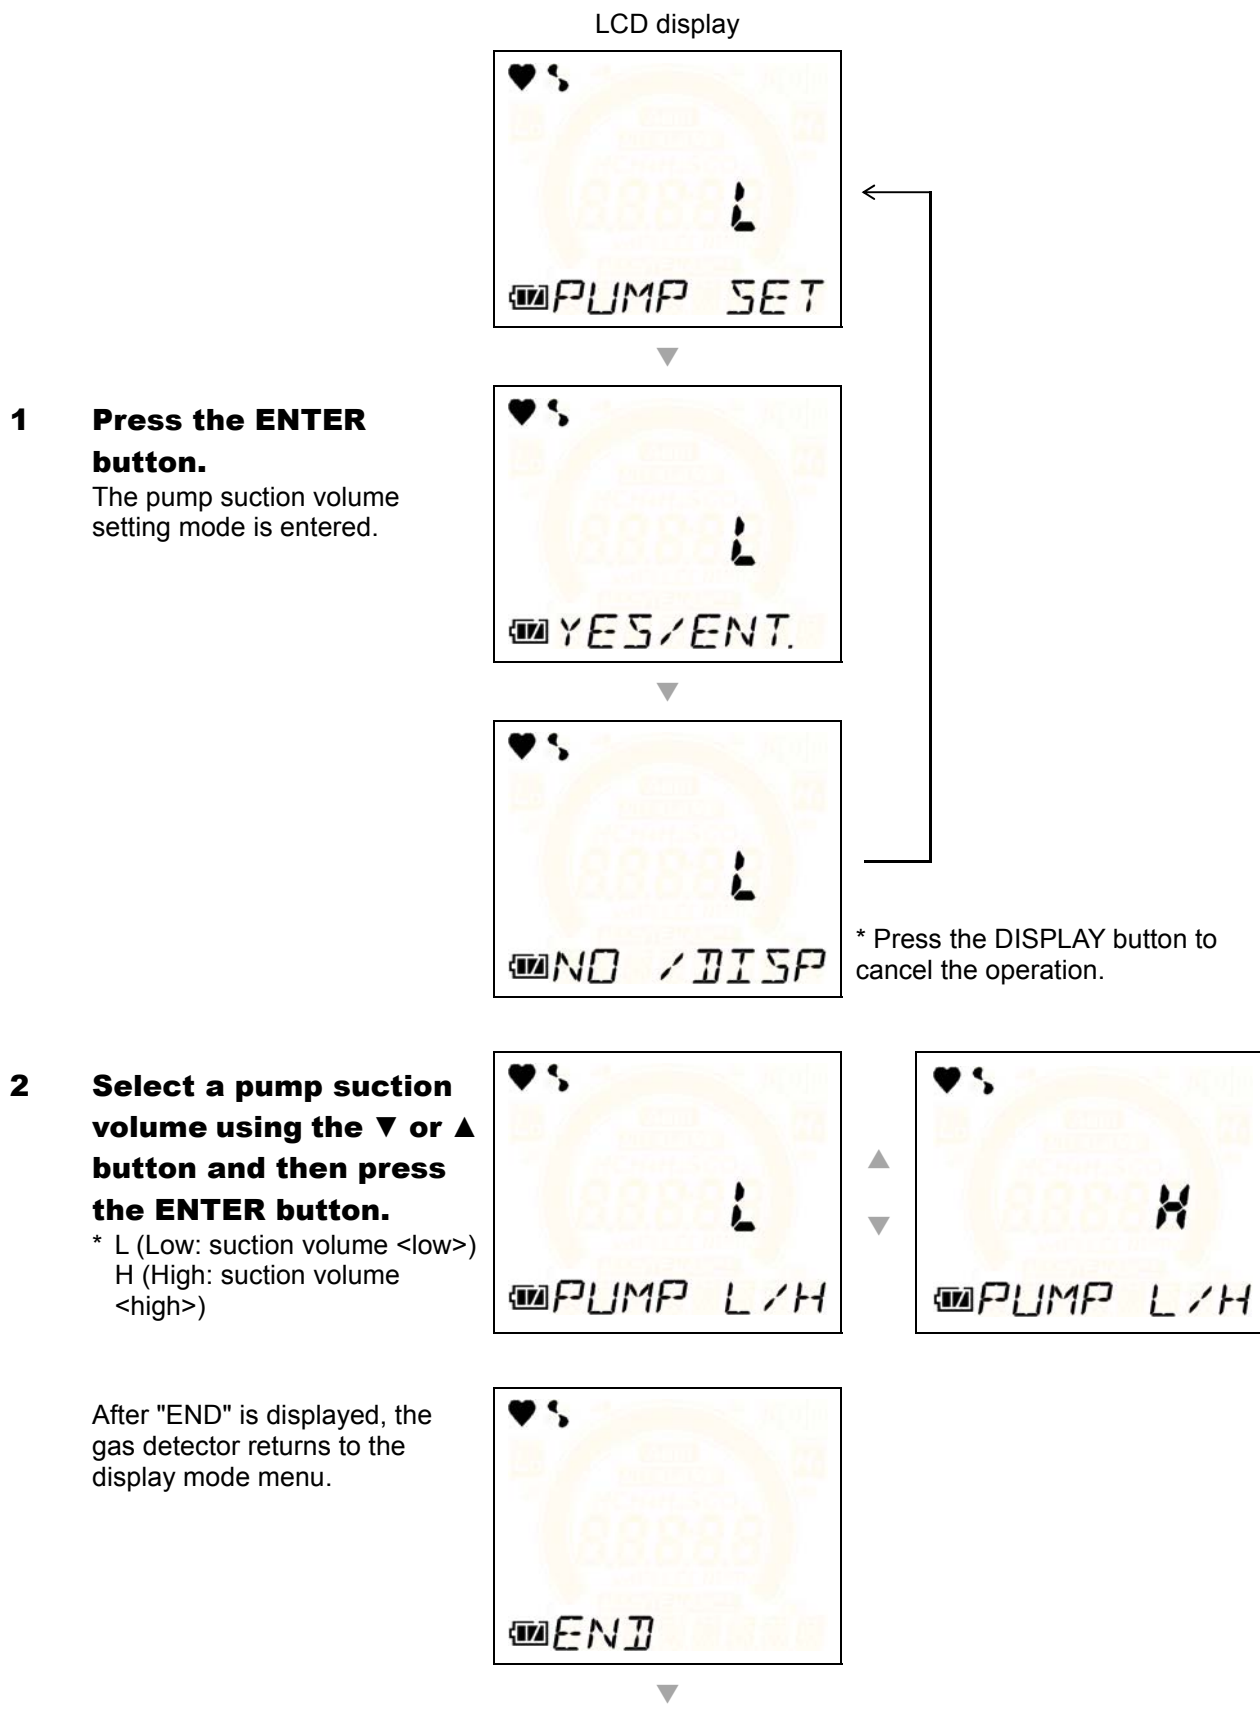 LCD display
L
PUMP SET
1 Press the ENTER
button.
The pump suction volume
setting mode is entered.
L
YES/ENT.
L
NO /DISP
* Press the DISPLAY button to
cancel the operation.
2 Select a pump suction
volume using the ▼ or ▲
button and then press
the ENTER button.
* L (Low: suction volume <low>)
H (High: suction volume
<high>)
L
PUMP L/H
H
PUMP L/H
After "END" is displayed, the
gas detector returns to the
display mode menu.
END